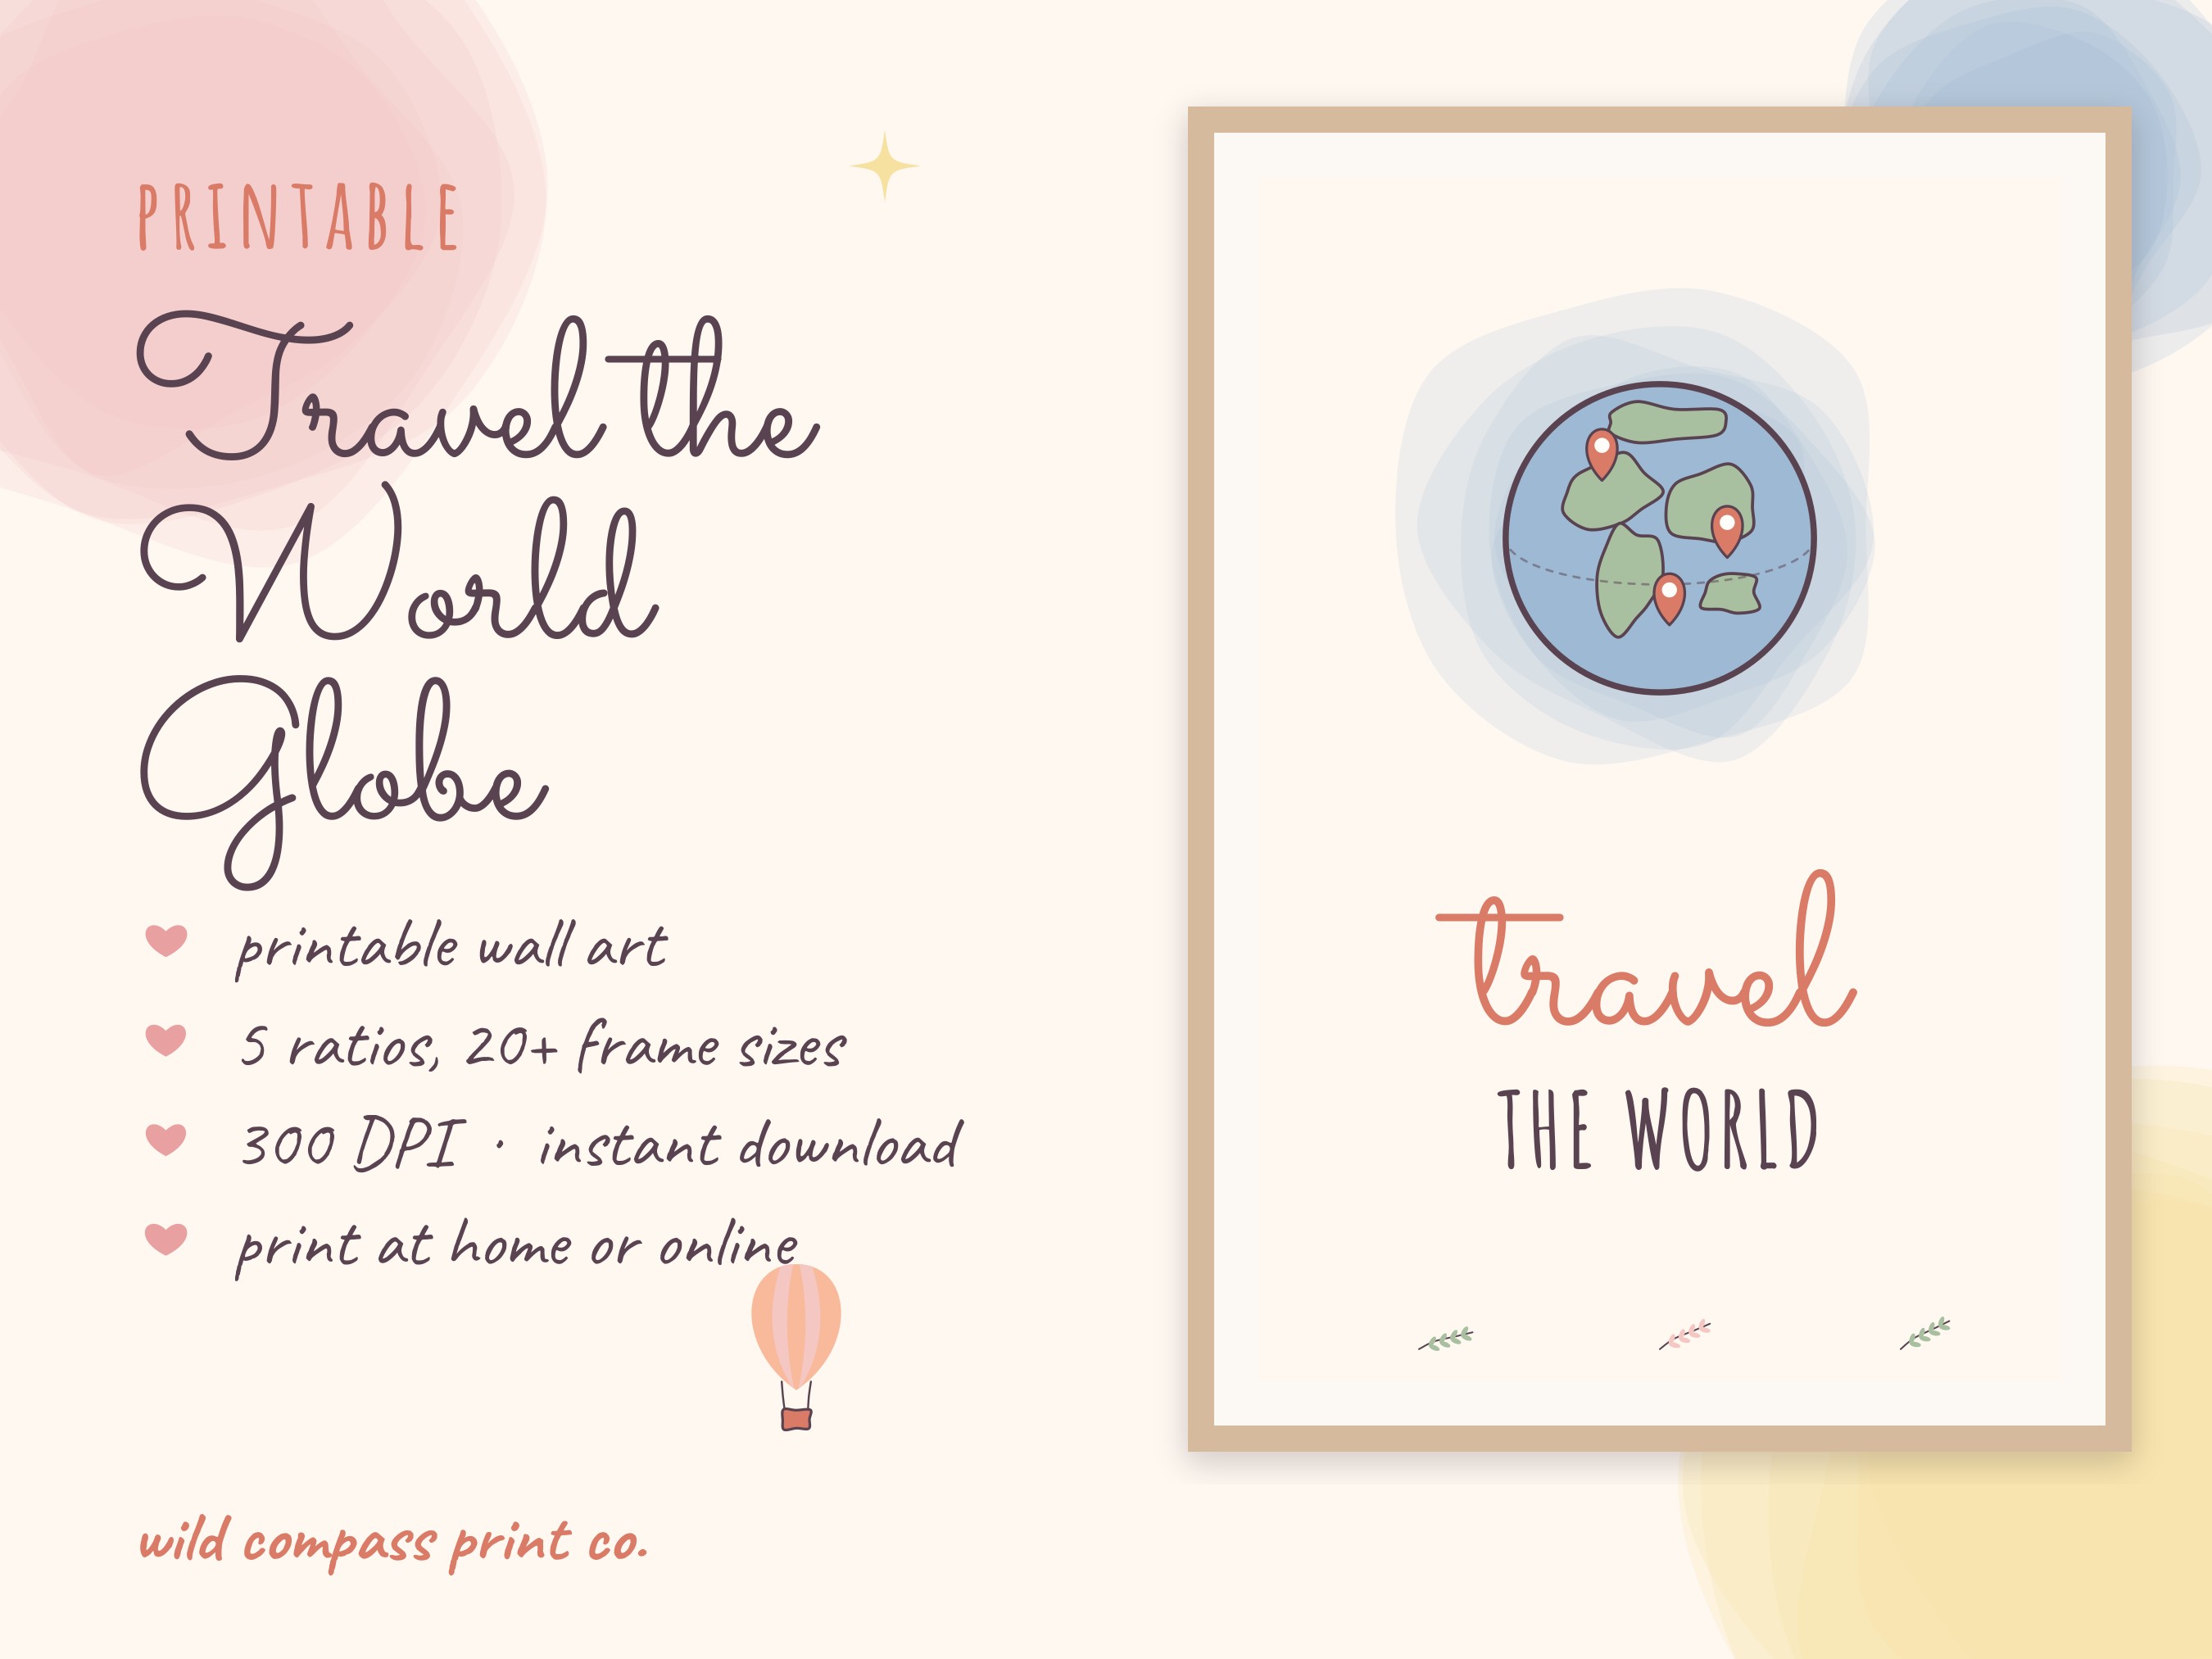 PRINTABLE
Travel the
World
Globe
printable wall art
5 ratios, 20+ frame sizes
300 DPI · instant download
print at home or online
wild compass print co.
travel
THE WORLD